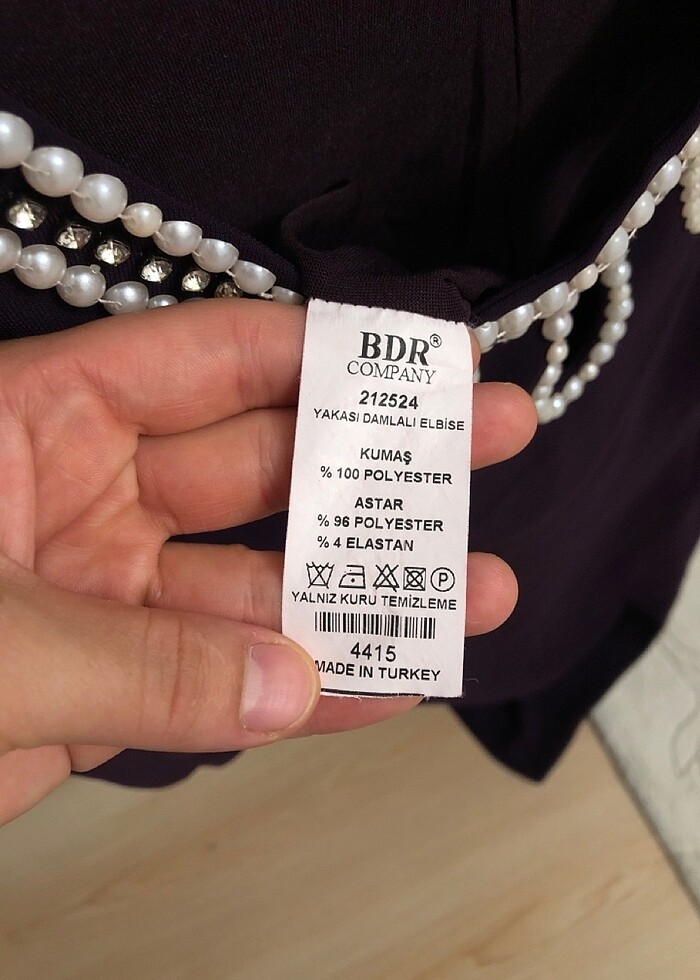 BDR®
COMPANY
212524
YAKASI DAMLALI ELBİSE
KUMAŞ
% 100 POLYESTER
ASTAR
% 96 POLYESTER
% 4 ELASTAN
P
YALNIZ KURU TEMİZLEME
4415
MADE IN TURKEY